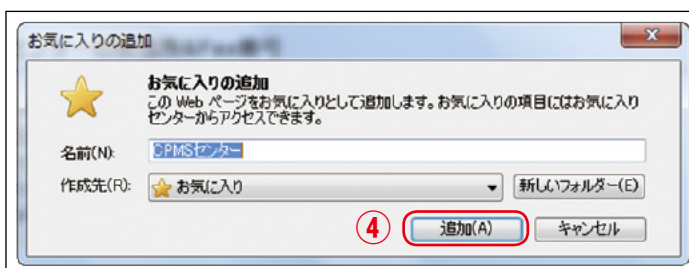 お気に入りの追加
お気に入りの追加
この Web ページをお気に入りとして追加します。お気に入りの項目にはお気に入り
センターからアクセスできます。
名前(N):
CPMSセンター
作成先(R):
お気に入り
新しいフォルダー(E)
④
追加(A)
キャンセル